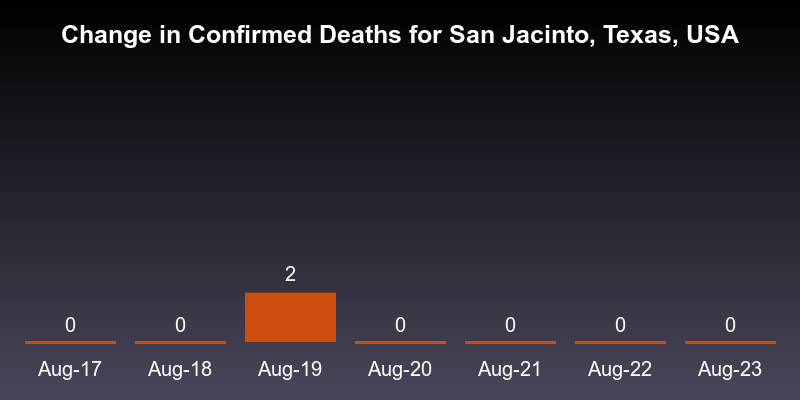 Change in Confirmed Deaths for San Jacinto, Texas, USA
0 0 2 0 0 0 0
Aug-17 Aug-18 Aug-19 Aug-20 Aug-21 Aug-22 Aug-23